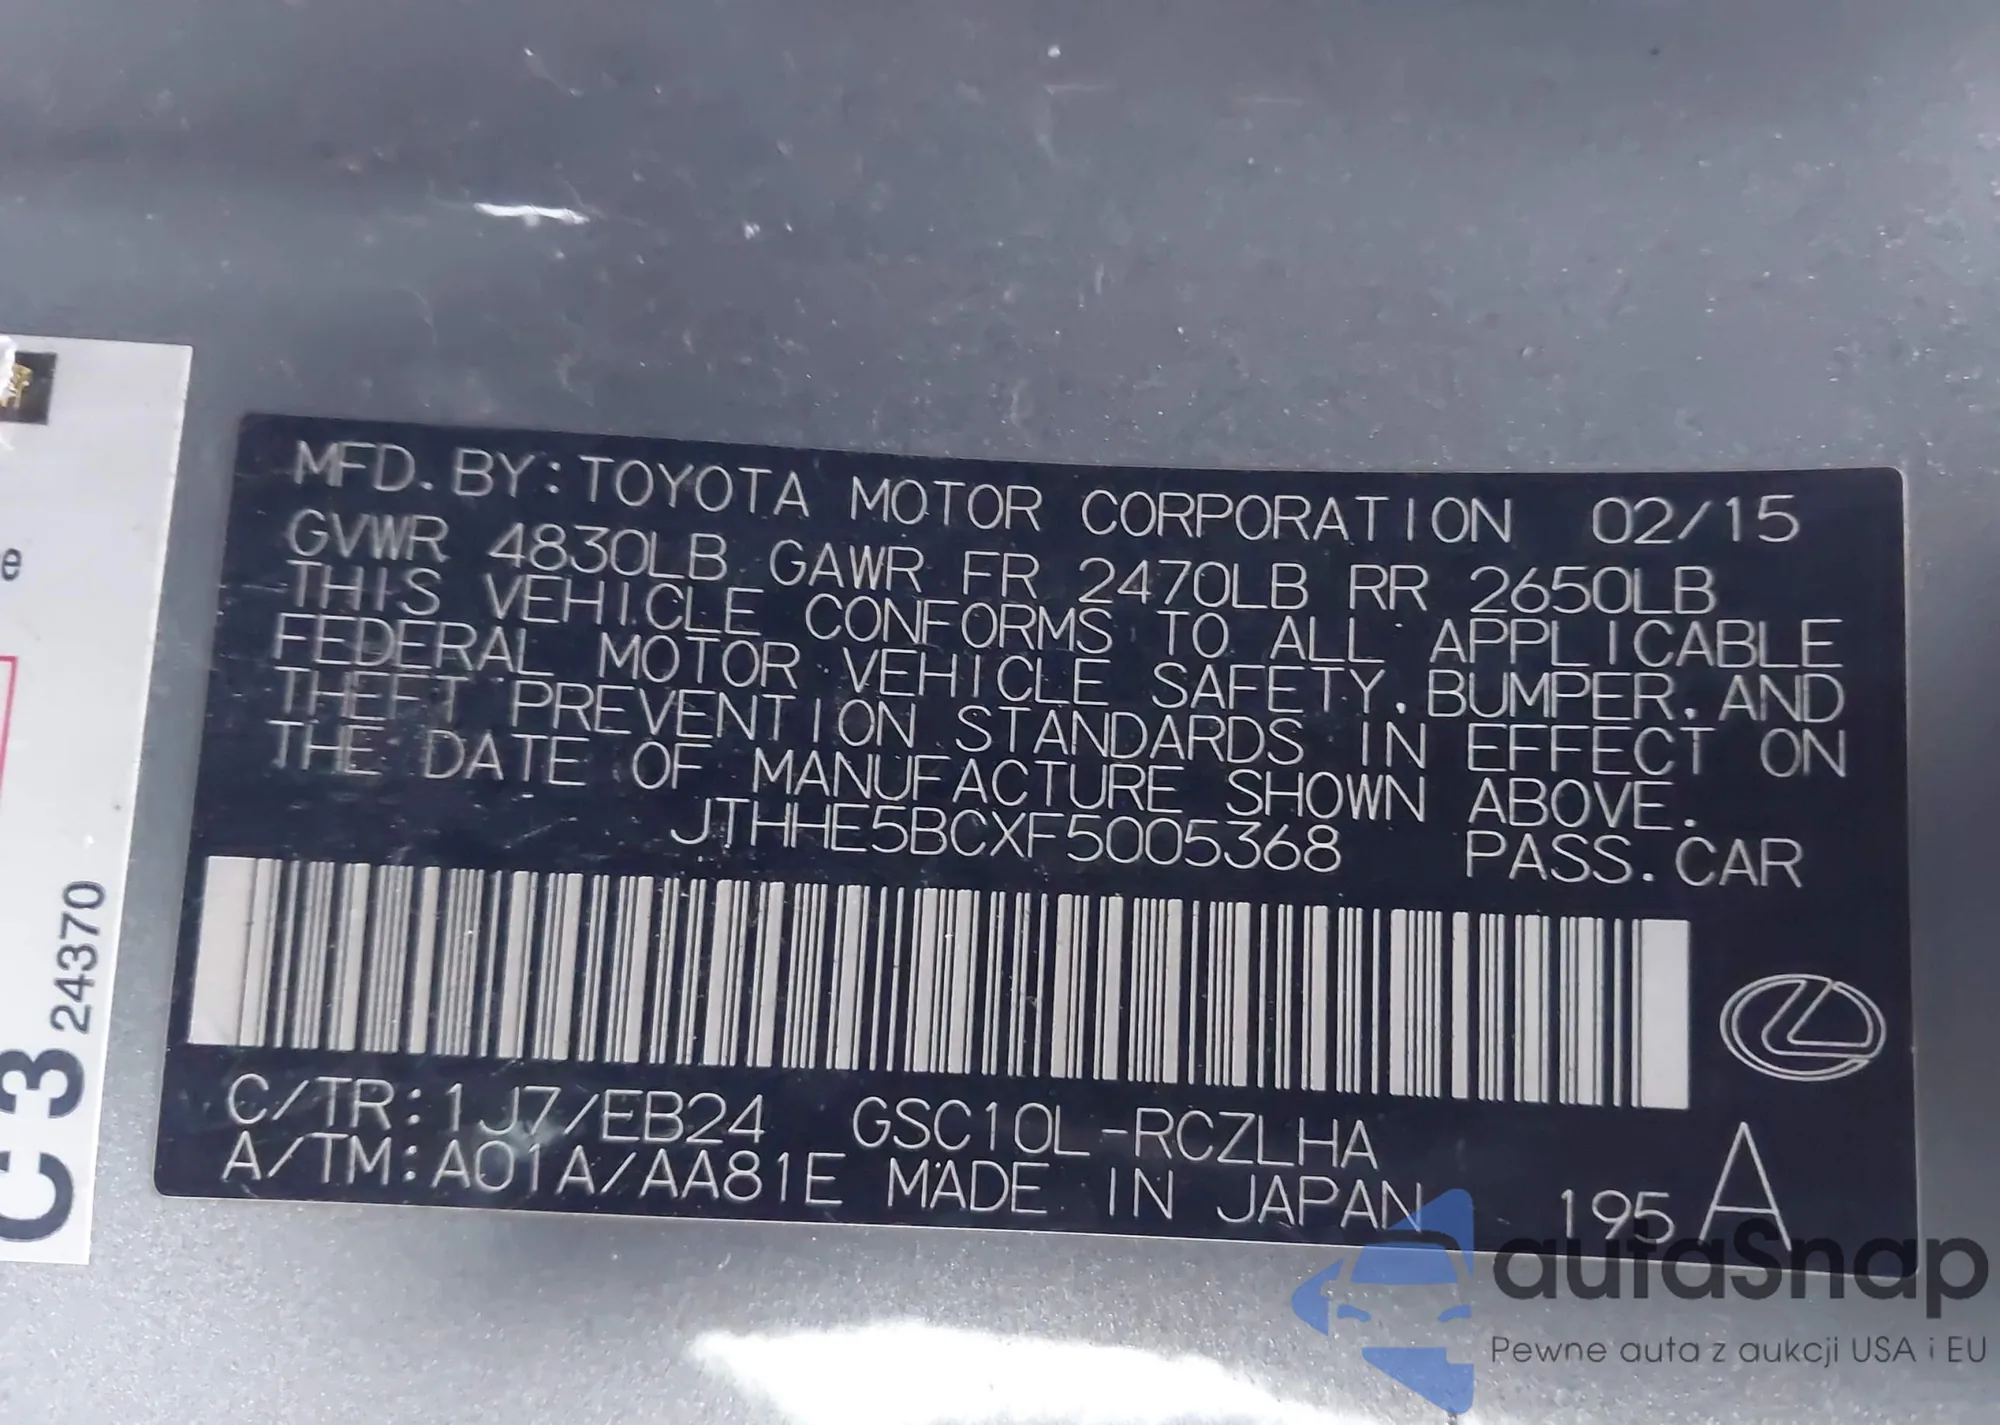 MFD. BY: TOYOTA MOTOR CORPORATION 02/15
GVWR 4830LB GAWR FR 2470LB RR 2650LB
THIS VEHICLE CONFORMS TO ALL APPLICABLE
FEDERAL MOTOR VEHICLE SAFETY, BUMPER, AND
THEFT PREVENTION STANDARDS IN EFFECT ON
THE DATE OF MANUFACTURE SHOWN ABOVE.
JTHHE5BCXF5005368 PASS. CAR
C/TR: 1J7/EB24 GSC10L-RCZLHA
A/TM: A01A/AA81E MADE IN JAPAN 195 A
e
C3 24370
autaSnap
Pewne auta z aukcji USA i EU